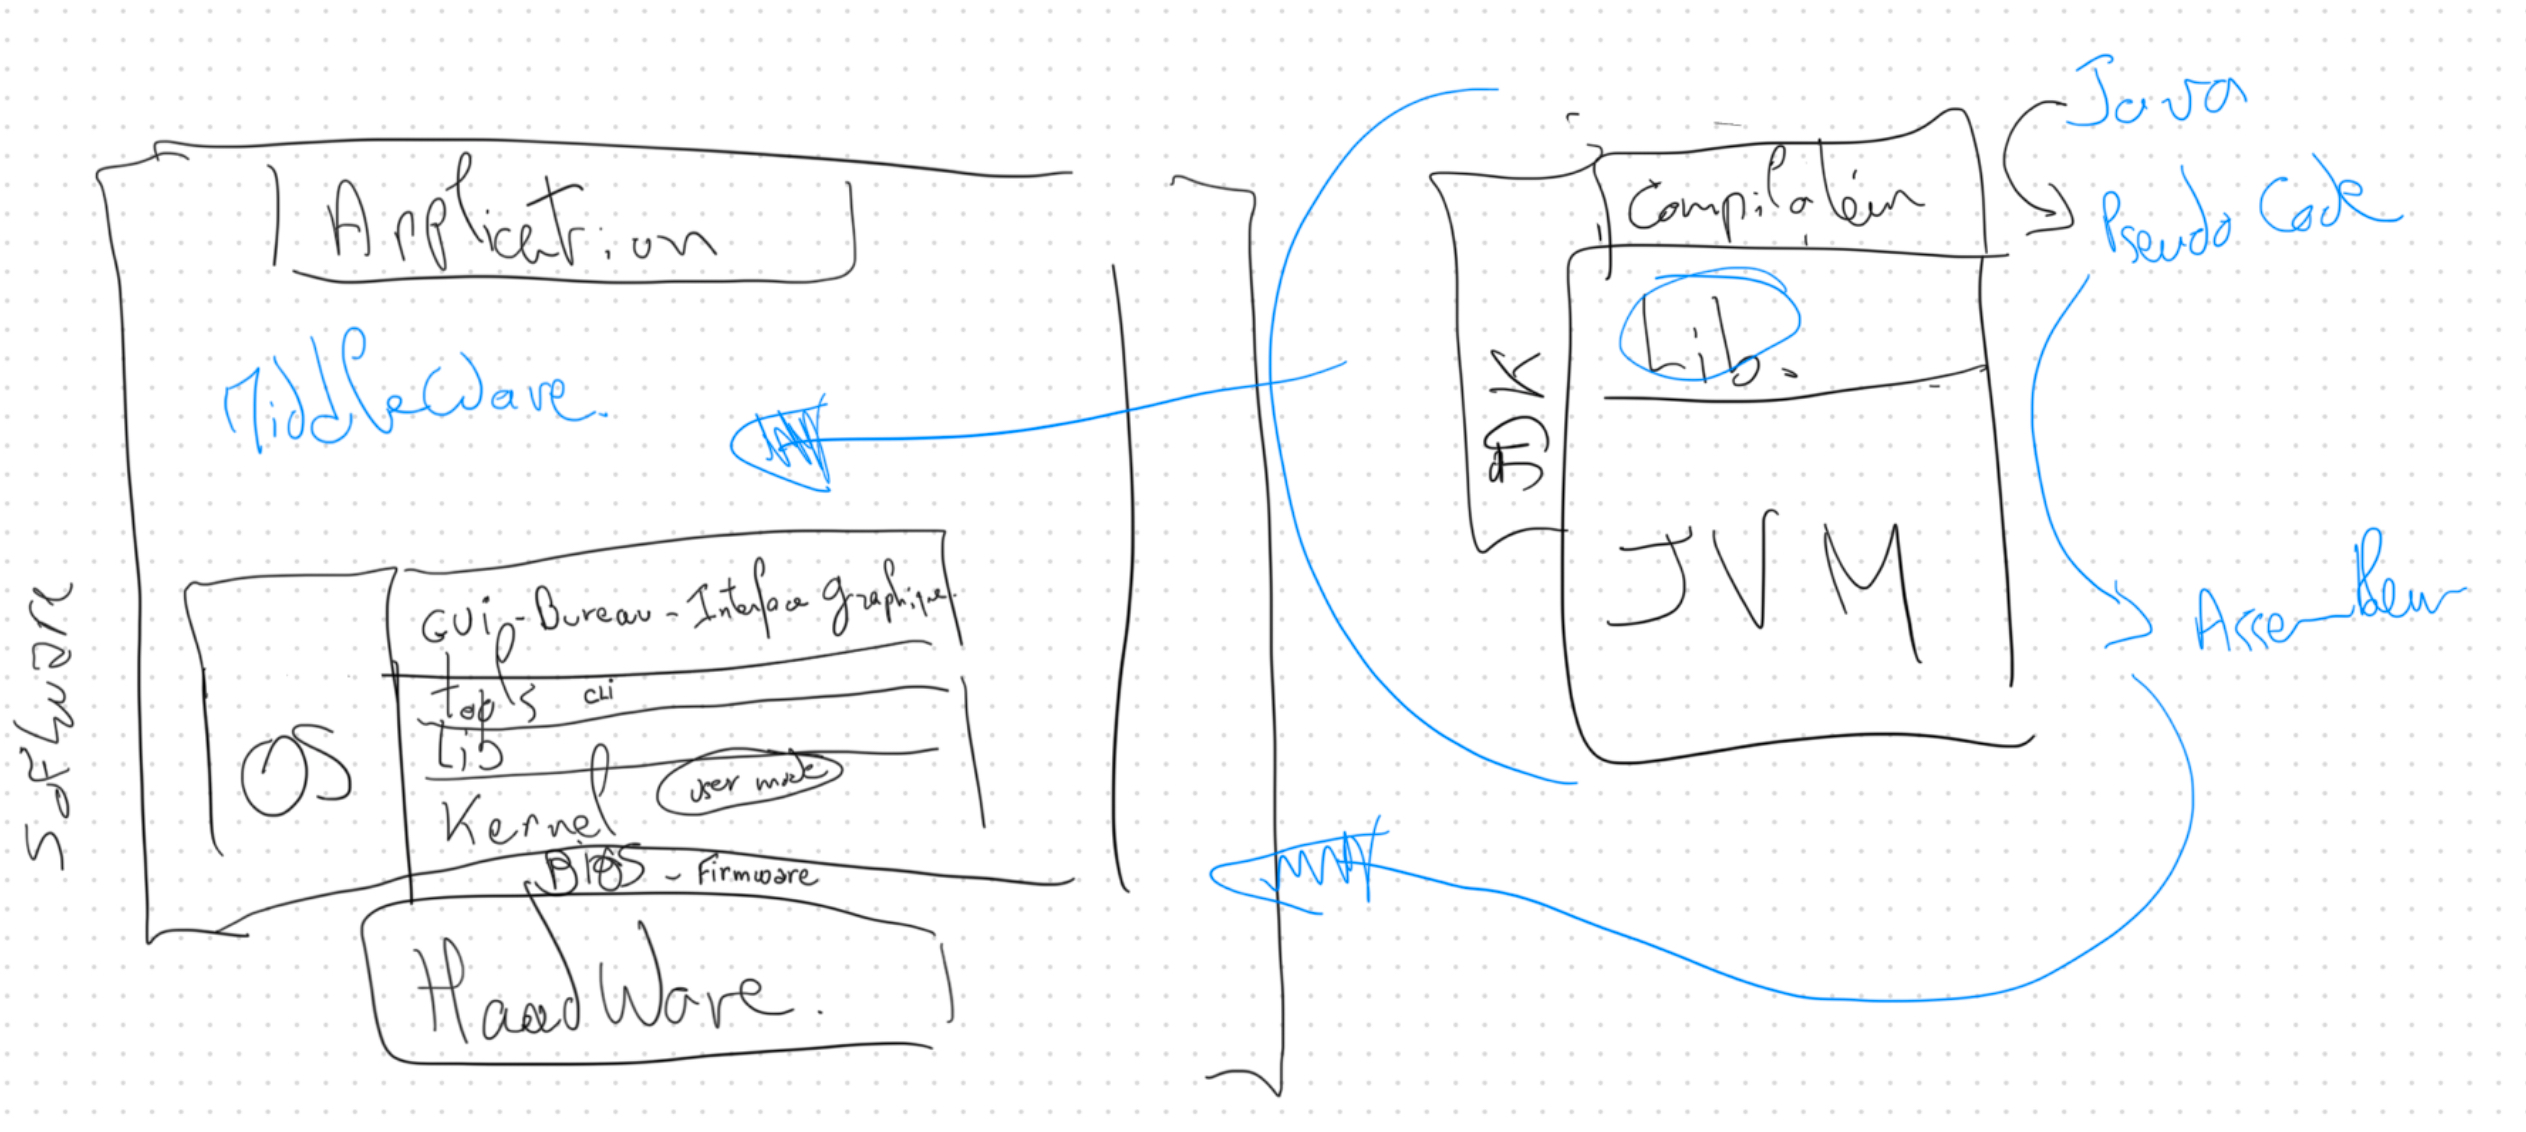 Application
MiddleWare.
Software
OS
GUi - Bureau - Interface graphique
CLi
Lib
Kernel
user mode
BIOS - Firmware
HardWare.
JDK
Compilateur
Lib.
JVM
Java
Pseudo Code
Assembleur